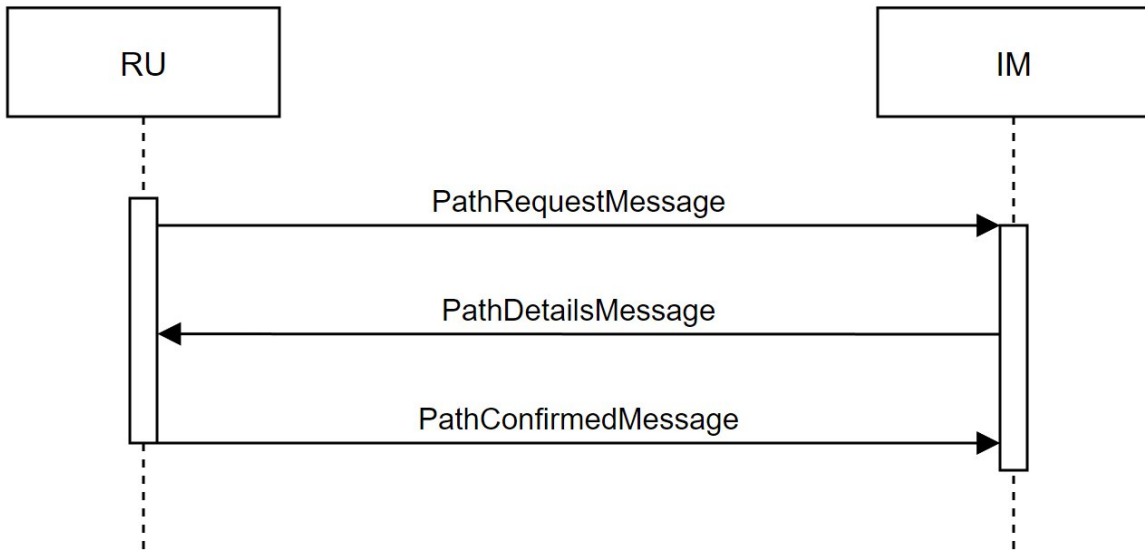 RU
IM
PathRequestMessage
PathDetailsMessage
PathConfirmedMessage